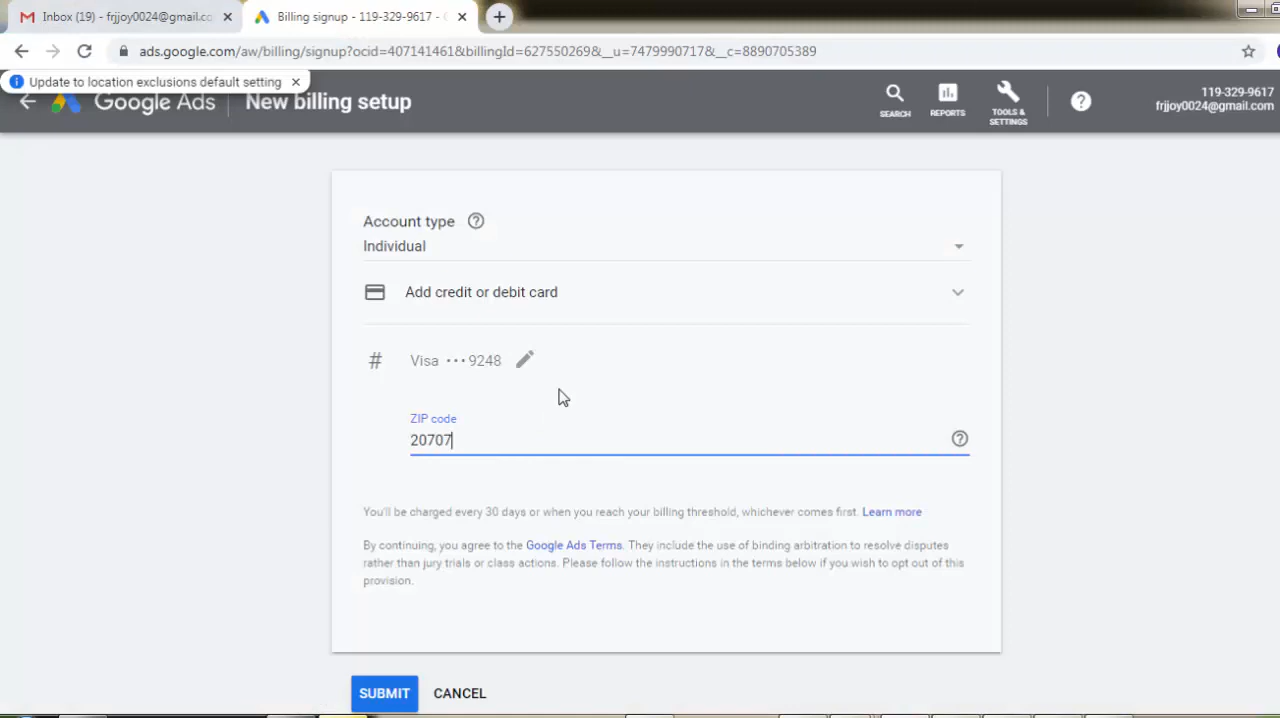 Inbox (19) - frjjoy0024@gmail.co
Billing signup - 119-329-9617 -
ads.google.com/aw/billing/signup?ocid=407141461&billingId=627550269&__u=7479990717&__c=8890705389
Update to location exclusions default setting
Google Ads
New billing setup
SEARCH
REPORTS
TOOLS &
SETTINGS
119-329-9617
frjjoy0024@gmail.com
Account type
Individual
Add credit or debit card
# Visa •••9248
ZIP code
20707
You'll be charged every 30 days or when you reach your billing threshold, whichever comes first. Learn more
By continuing, you agree to the Google Ads Terms. They include the use of binding arbitration to resolve disputes
rather than jury trials or class actions. Please follow the instructions in the terms below if you wish to opt out of this
provision.
SUBMIT
CANCEL